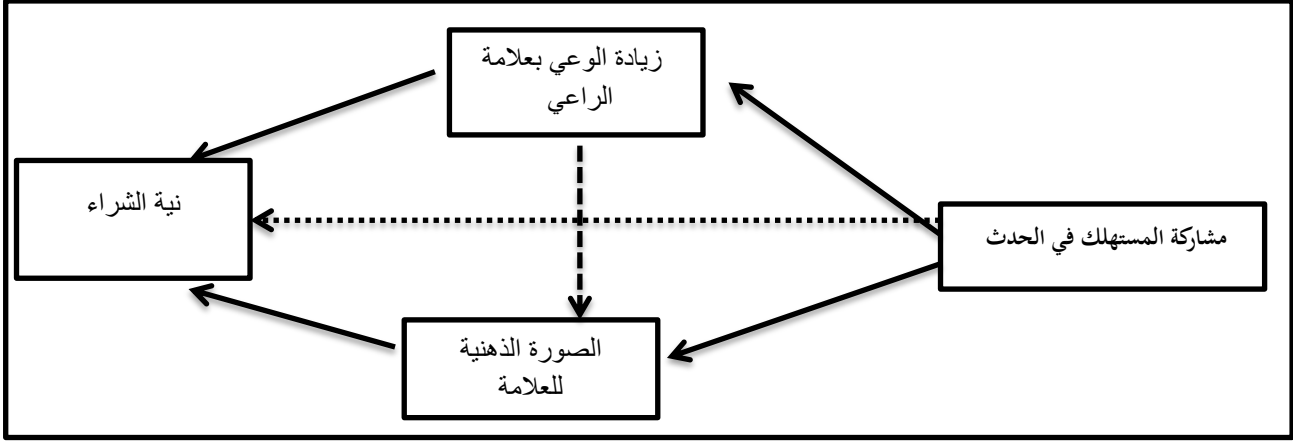 زيادة الوعي بعلامة
الراعي
نية الشراء
مشاركة المستهلك في الحدث
الصورة الذهنية
للعلامة